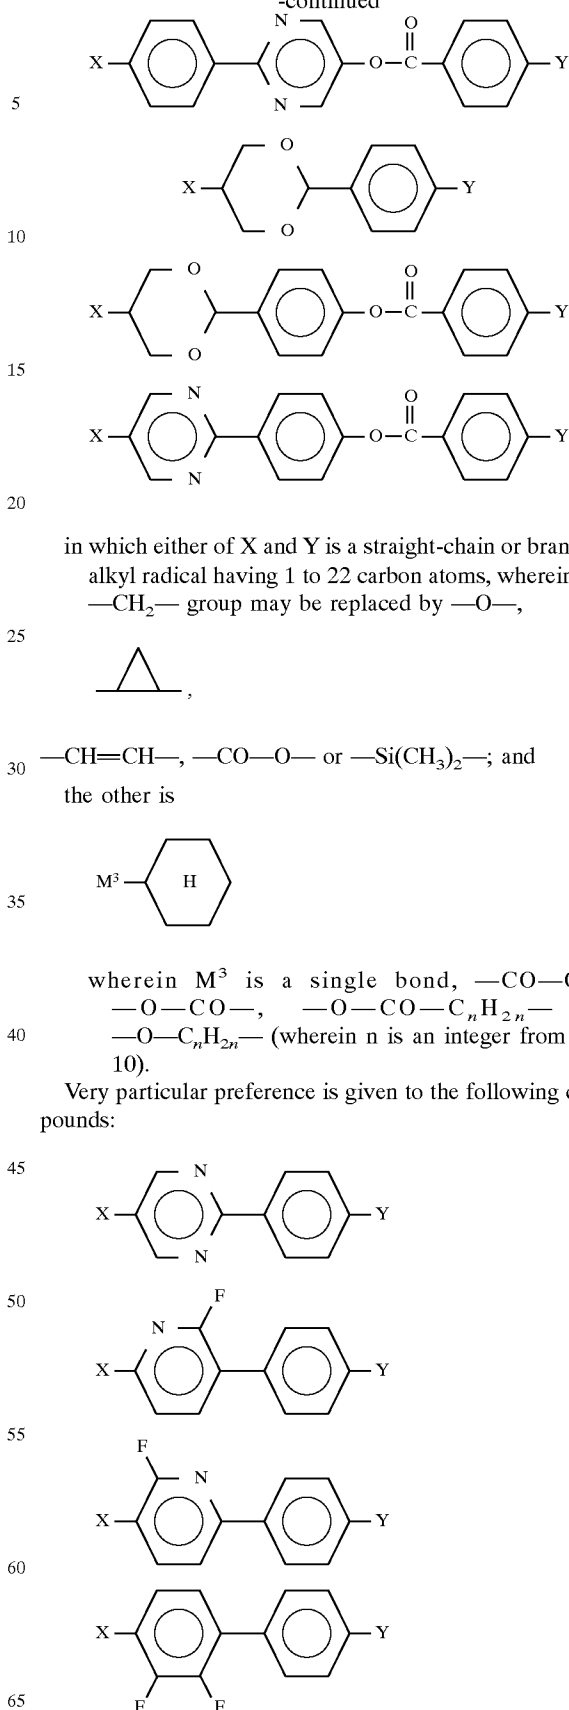 -continued
N
O
X
O
C
Y
N
5
O
X
Y
O
10
O
O
X
O
C
Y
O
15
N
O
X
O
C
Y
N
20
in which either of X and Y is a straight-chain or
alkyl radical having 1 to 22 carbon atoms, wherein
—CH2— group may be replaced by —O—,
25
,
—CH=CH—, —CO—O— or —Si(CH3)2—; and
30
the other is
M3
H
35
wherein M3 is a single bond, —CO—
—O—CO—, —O—CO—CnH2n—
—O—CnH2n— (wherein n is an integer from
40
10).
Very particular preference is given to the following
pounds:
45
N
X
Y
N
50
F
N
X
Y
55
F
N
X
Y
60
X
Y
F F
65